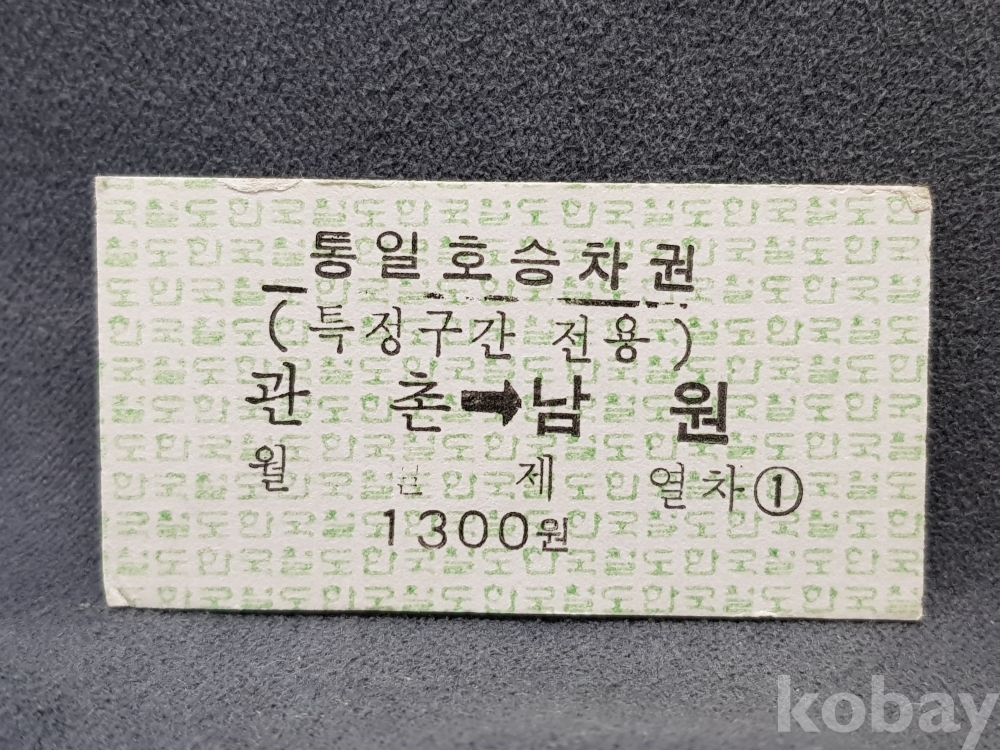 통일호승차권
(특정구간 전용)
관 촌➡남 원
월 일 제 열차①
1300원
kobay